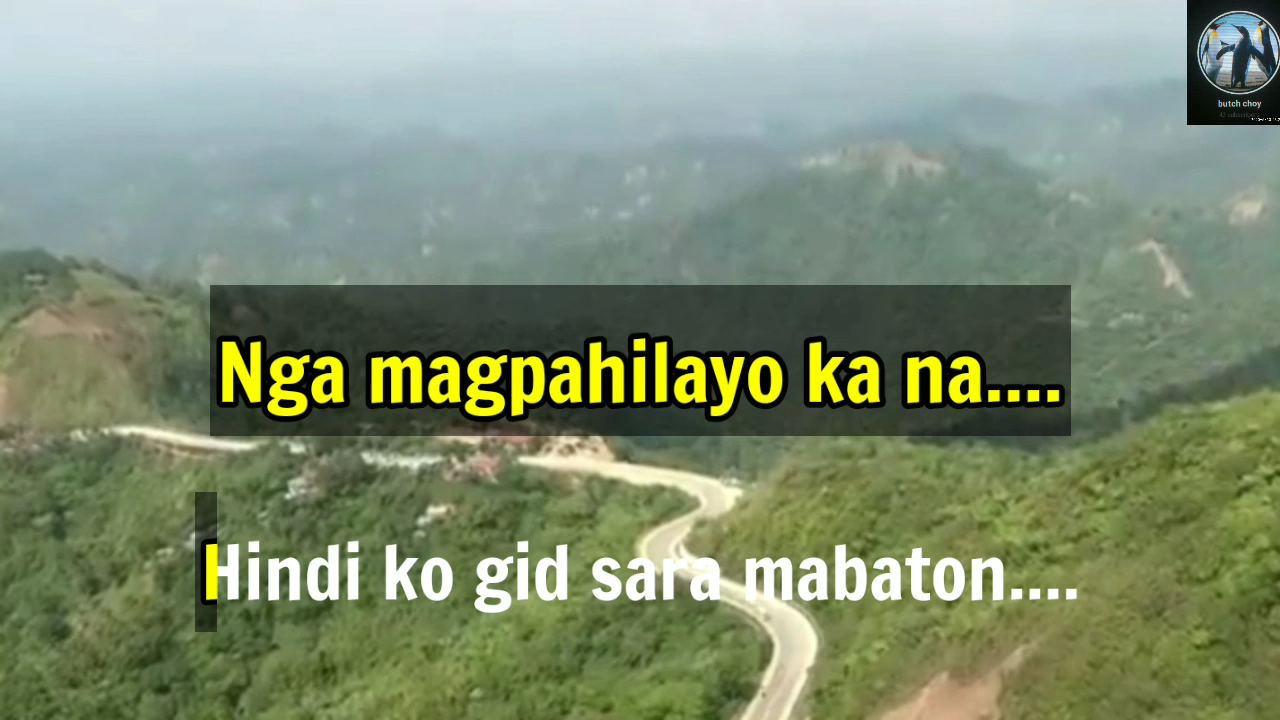 butch choy
Nga magpahilayo ka na....
Hindi ko gid sara mabaton....